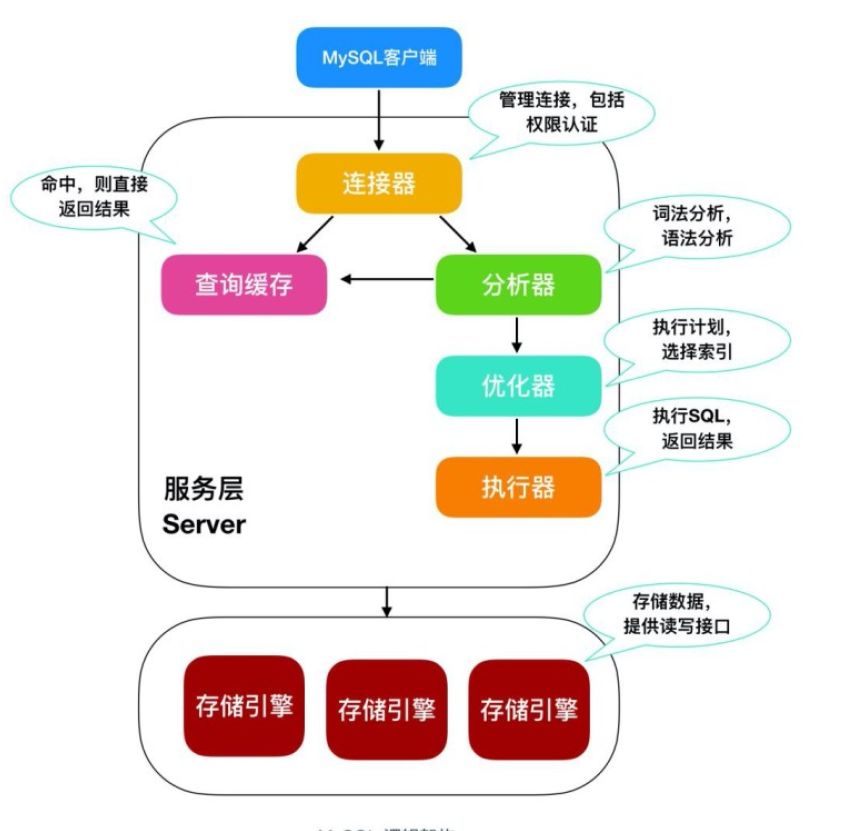 MySQL客户端
管理连接，包括
权限认证
连接器
命中，则直接
返回结果
词法分析，
语法分析
查询缓存
分析器
执行计划，
选择索引
优化器
执行SQL，
返回结果
执行器
服务层
Server
存储数据，
提供读写接口
存储引擎
存储引擎
存储引擎